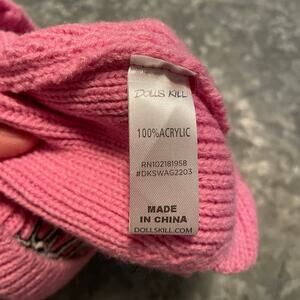 DOLLS KILL
100%ACRYLIC
RN102181958
#DKSWAG2203
MADE
IN CHINA
DOLLSKILL.COM